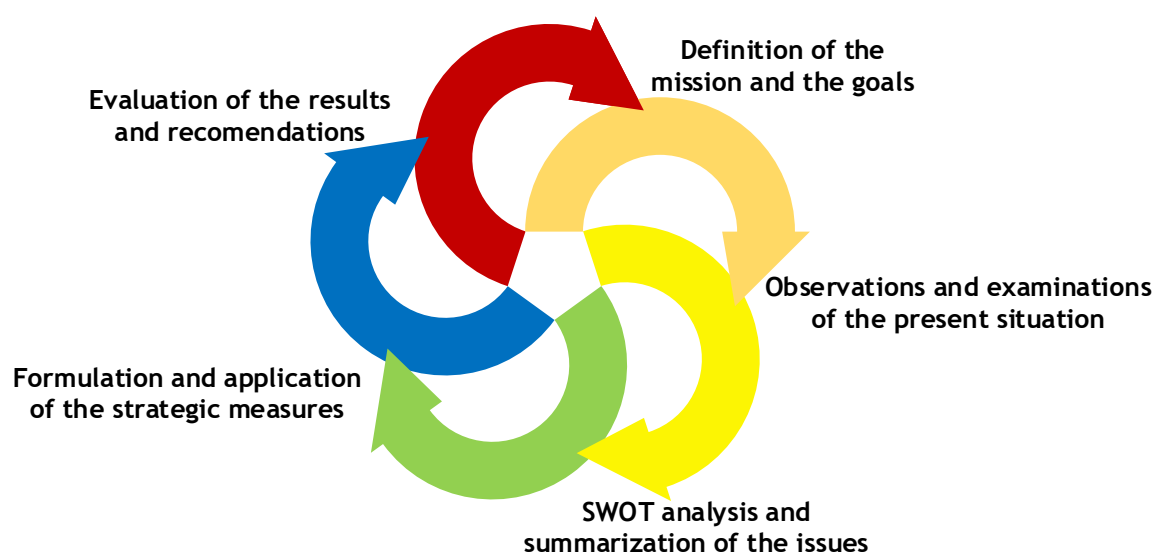 Definition of the
mission and the goals
Observations and examinations
of the present situation
SWOT analysis and
summarization of the issues
Formulation and application
of the strategic measures
Evaluation of the results
and recomendations